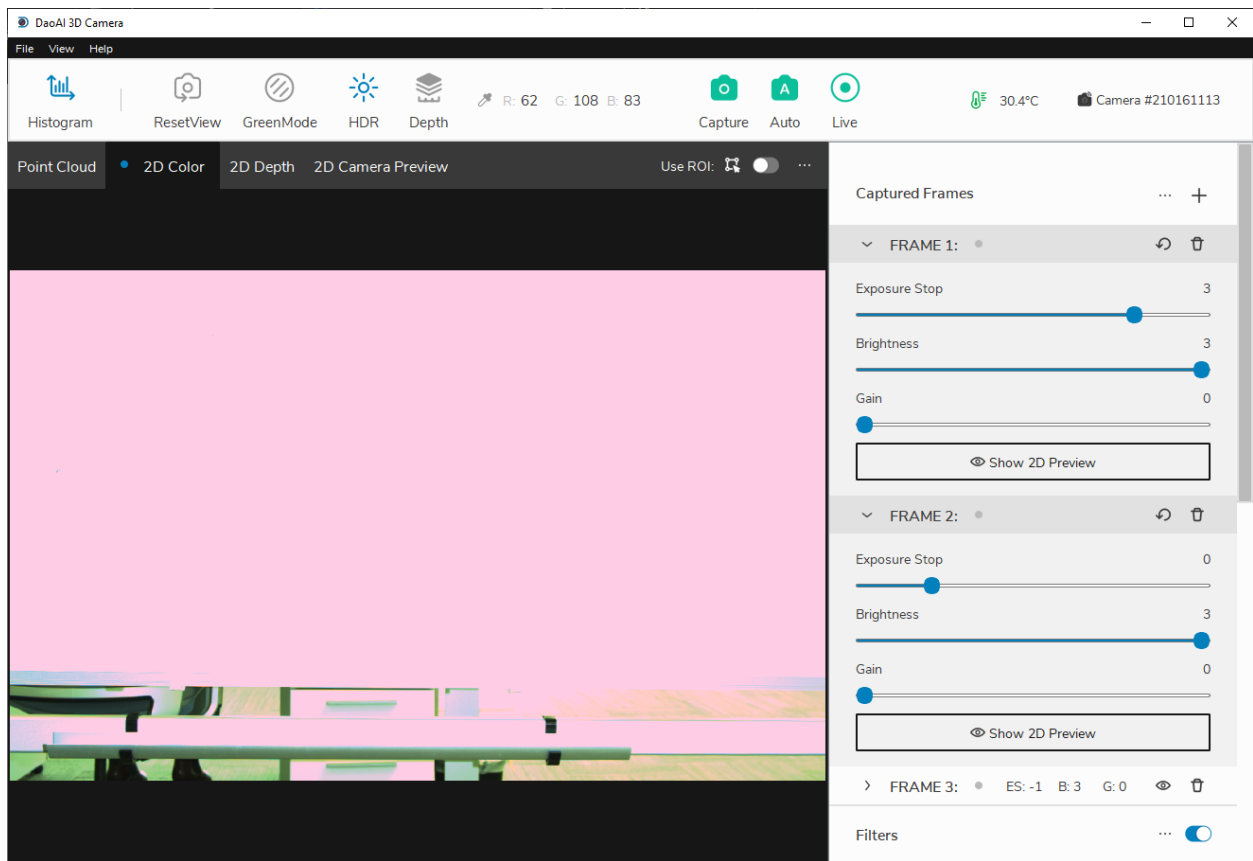 DaoAI 3D Camera
File View Help
Histogram ResetView GreenMode HDR Depth R: 62 G: 108 B: 83 Capture Auto Live 30.4°C Camera #210161113
Point Cloud 2D Color 2D Depth 2D Camera Preview Use ROI: ...
Captured Frames ...
FRAME 1:
Exposure Stop 3
Brightness 3
Gain 0
Show 2D Preview
FRAME 2:
Exposure Stop 0
Brightness 3
Gain 0
Show 2D Preview
FRAME 3: ES: -1 B: 3 G: 0
Filters ...